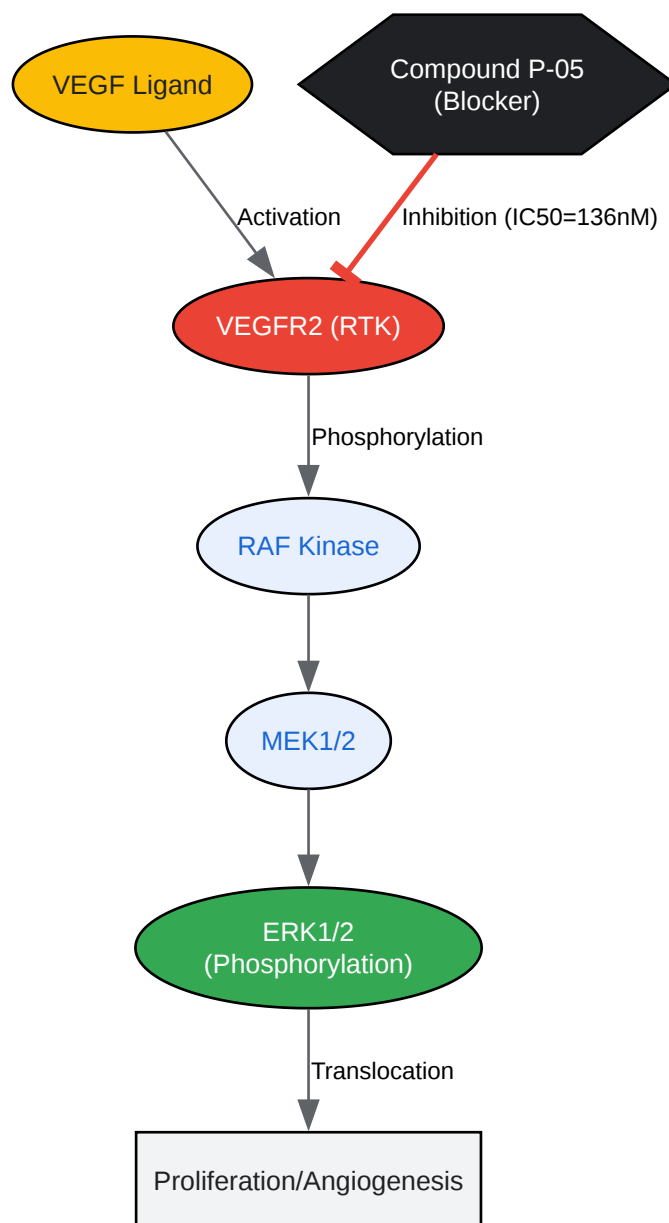 VEGF Ligand
Compound P-05
(Blocker)
Activation
Inhibition (IC50=136nM)
VEGFR2 (RTK)
Phosphorylation
RAF Kinase
MEK1/2
ERK1/2
(Phosphorylation)
Translocation
Proliferation/Angiogenesis